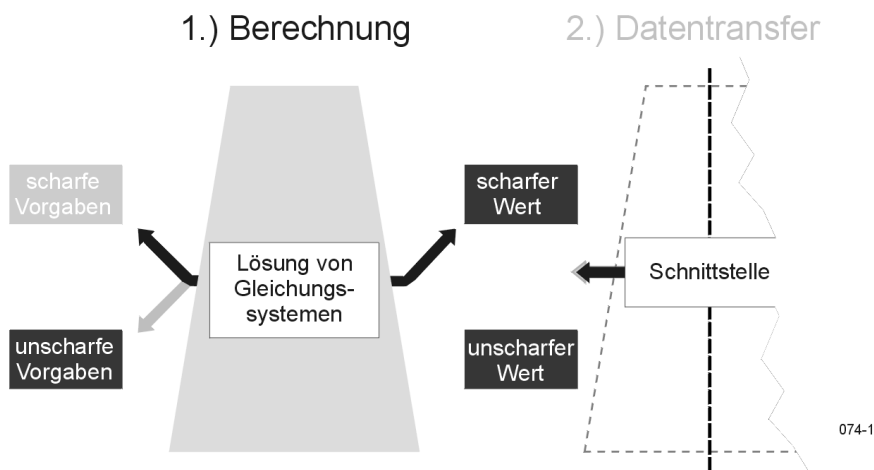 1.) Berechnung
2.) Datentransfer
scharfe
Vorgaben
scharfer
Wert
Lösung von
Gleichungs-
systemen
Schnittstelle
unscharfe
Vorgaben
unscharfer
Wert
074-1